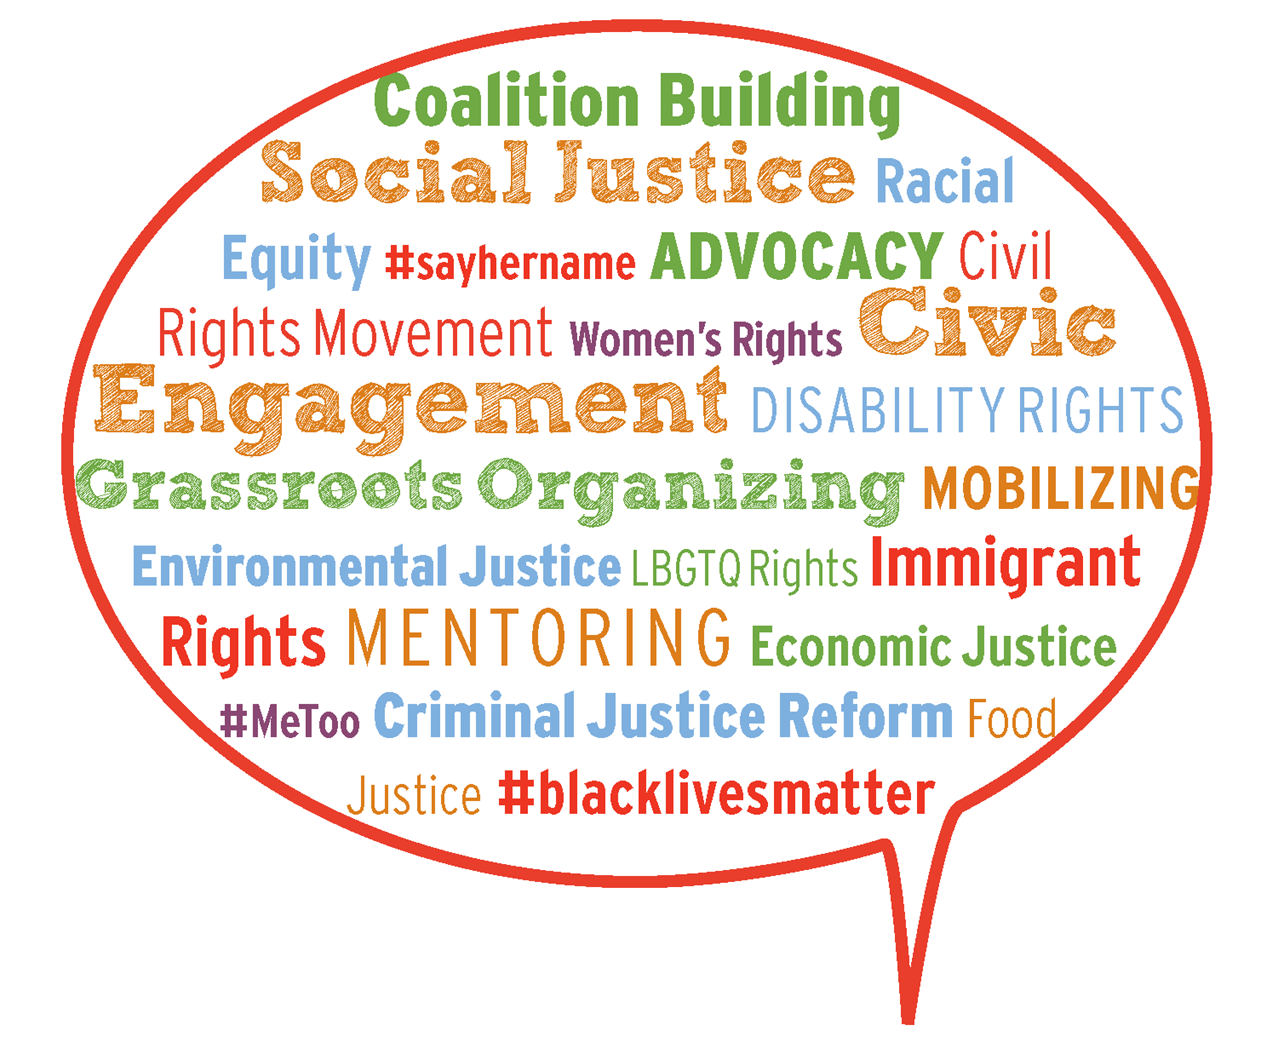 Coalition Building
Social Justice Racial
Equity #sayhername ADVOCACY Civil
Rights Movement Women's Rights Civic
Engagement DISABILITY RIGHTS
Grassroots Organizing MOBILIZING
Environmental Justice LBGTQ Rights Immigrant
Rights MENTORING Economic Justice
#MeToo Criminal Justice Reform Food
Justice #blacklivesmatter